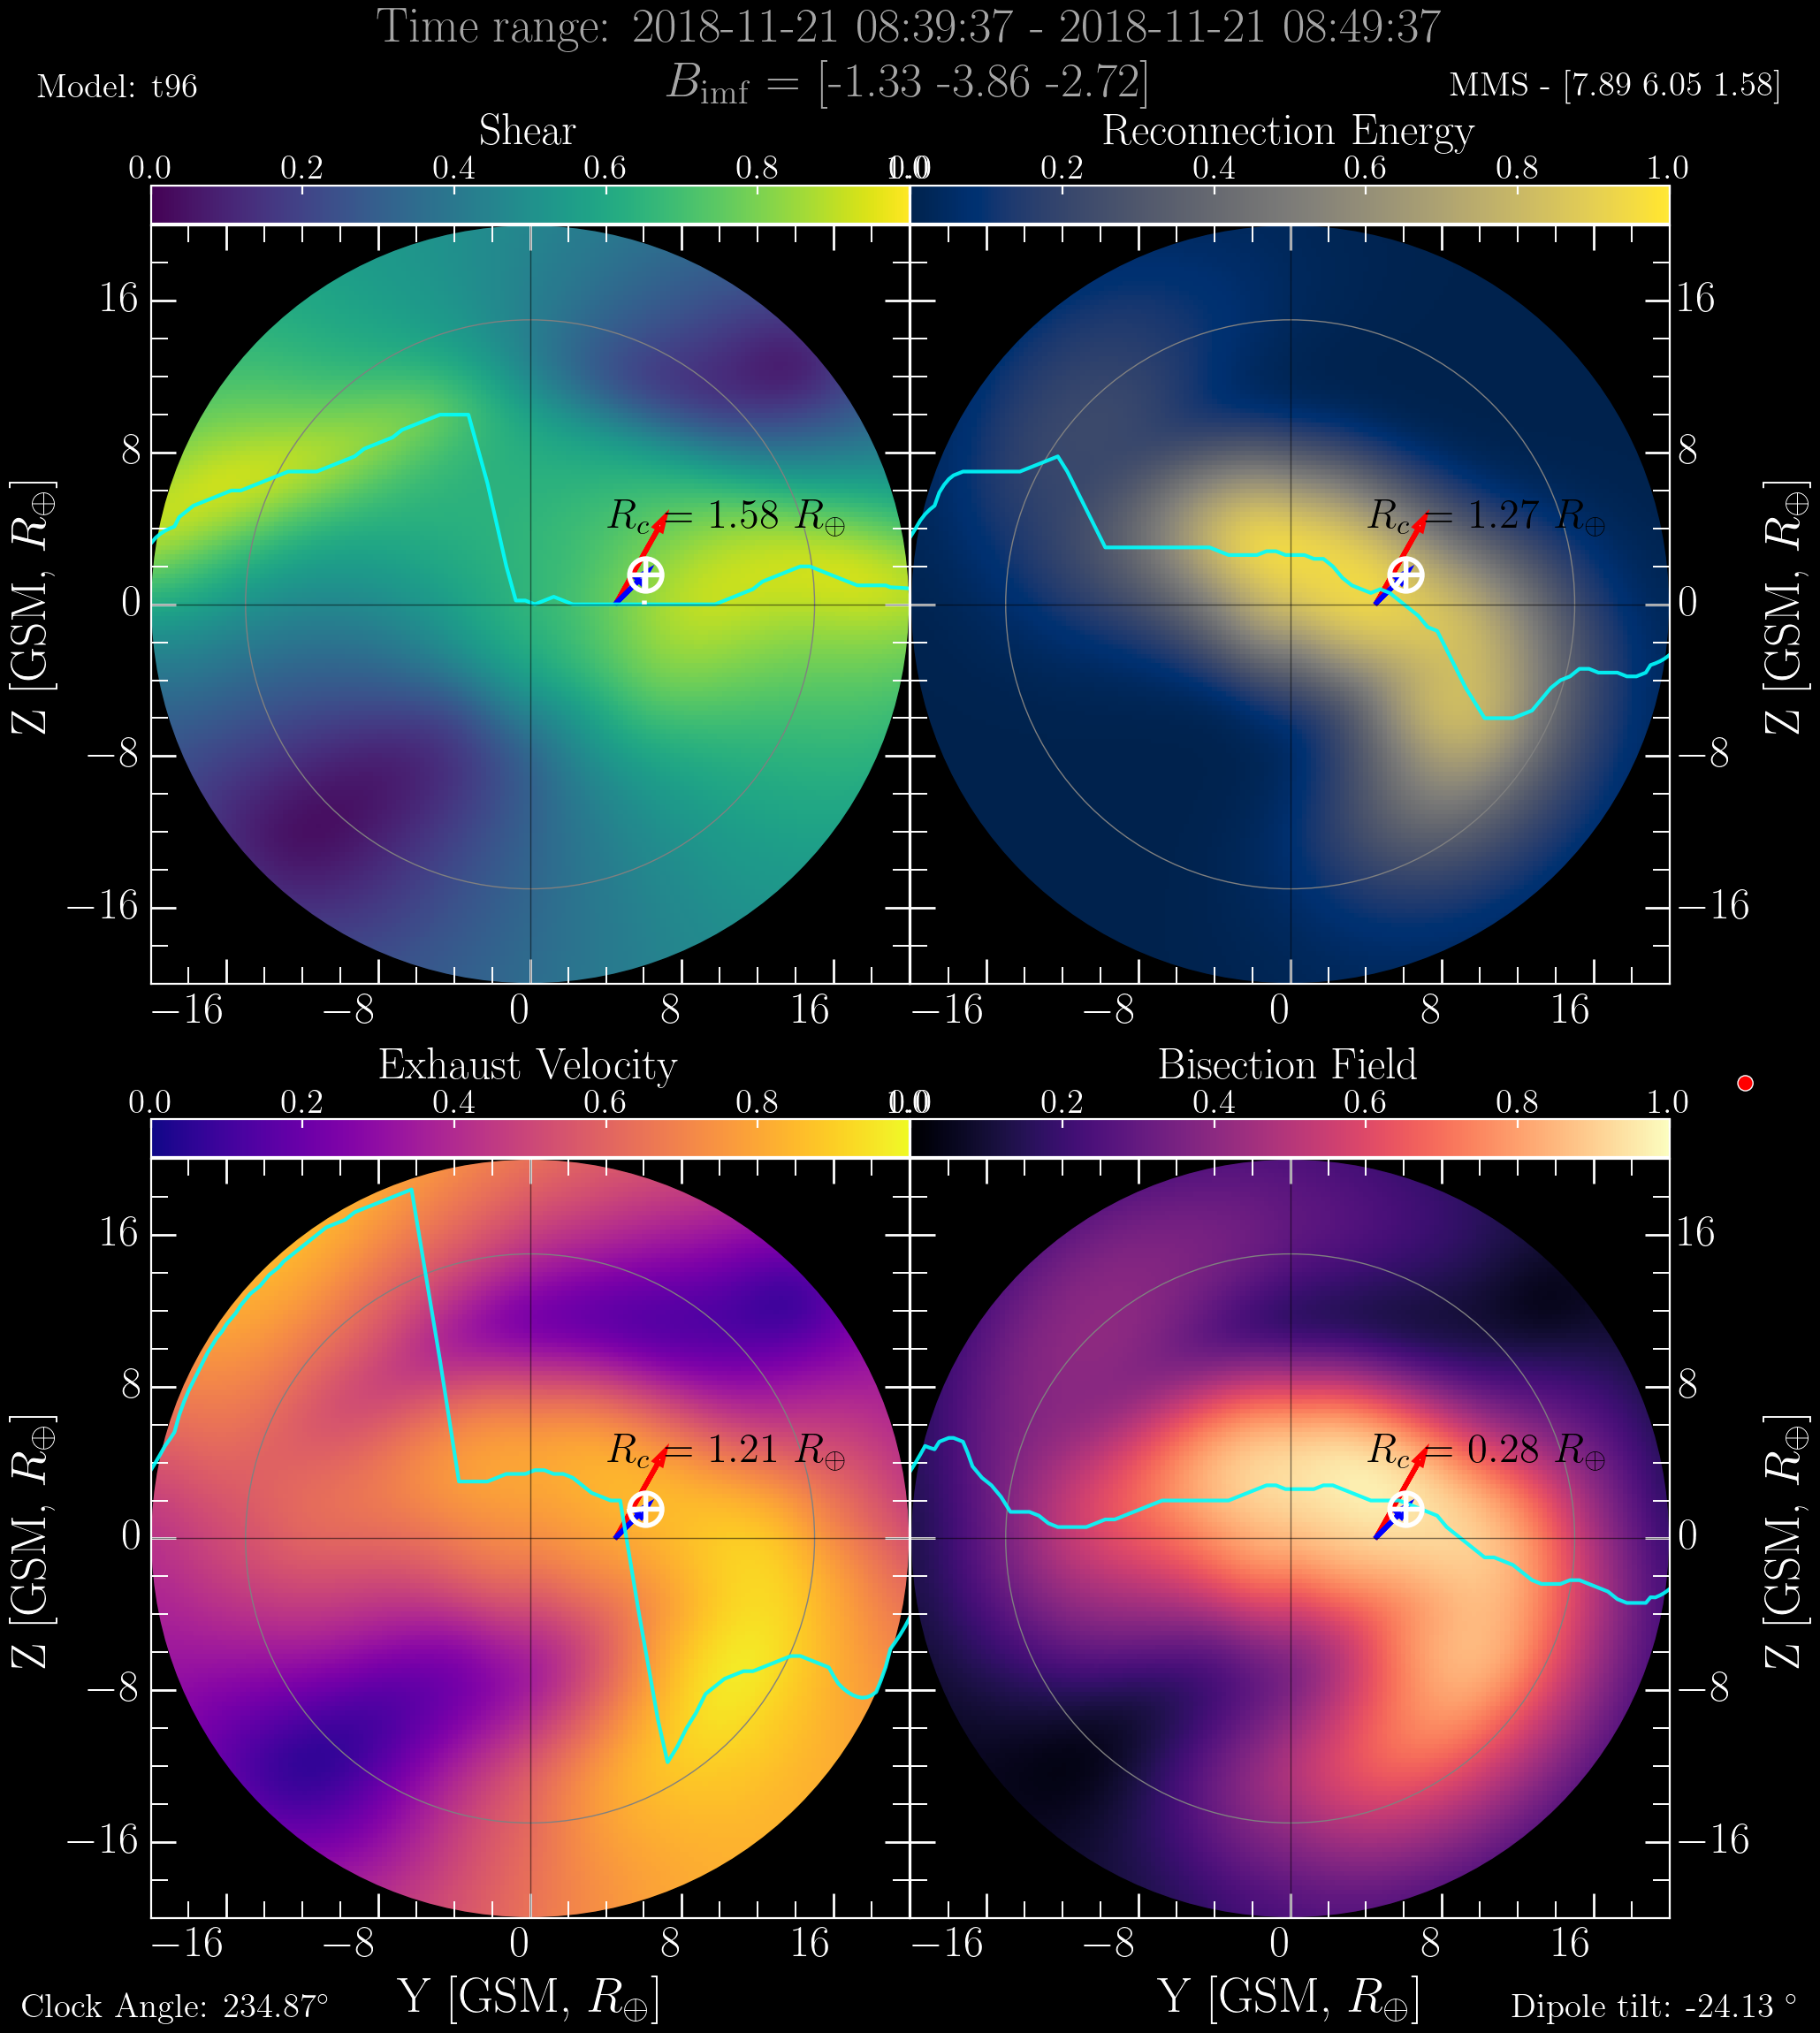 Time range: 2018-11-21 08:39:37 - 2018-11-21 08:49:37
Model: t96
B_imf = [-1.33 -3.86 -2.72]
MMS - [7.89 6.05 1.58]
Shear
Reconnection Energy
0.0 0.2 0.4 0.6 0.8 1.0
0.0 0.2 0.4 0.6 0.8 1.0
16
8
0
−8
−16
Z [GSM, R⊕]
R_c = 1.58 R⊕
R_c = 1.27 R⊕
16
8
0
−8
−16
Z [GSM, R⊕]
−16 −8 0 8 16
−16 −8 0 8 16
Exhaust Velocity
Bisection Field
0.0 0.2 0.4 0.6 0.8 1.0
0.0 0.2 0.4 0.6 0.8 1.0
16
8
0
−8
−16
Z [GSM, R⊕]
R_c = 1.21 R⊕
R_c = 0.28 R⊕
16
8
0
−8
−16
Z [GSM, R⊕]
−16 −8 0 8 16
−16 −8 0 8 16
Clock Angle: 234.87°
Y [GSM, R⊕]
Y [GSM, R⊕]
Dipole tilt: -24.13 °